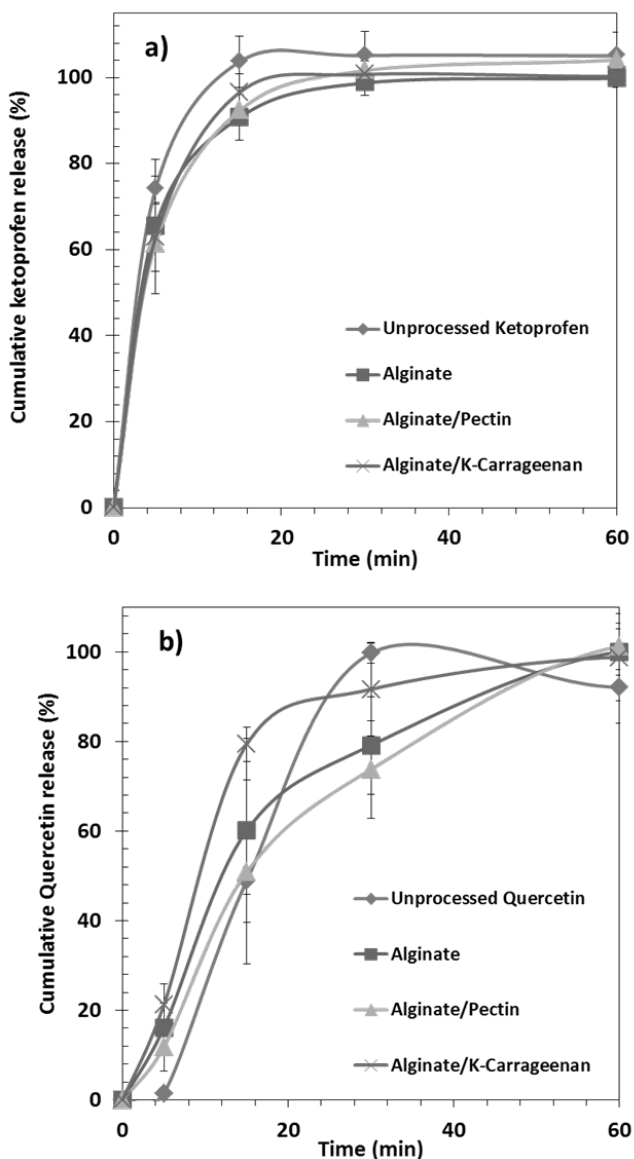 a)
Cumulative ketoprofen release (%)
100
80
60
40
20
0
Unprocessed Ketoprofen
Alginate
Alginate/Pectin
Alginate/K-Carrageenan
0 20 40 60
Time (min)
b)
Cumulative Quercetin release (%)
100
80
60
40
20
0
Unprocessed Quercetin
Alginate
Alginate/Pectin
Alginate/K-Carrageenan
0 20 40 60
Time (min)